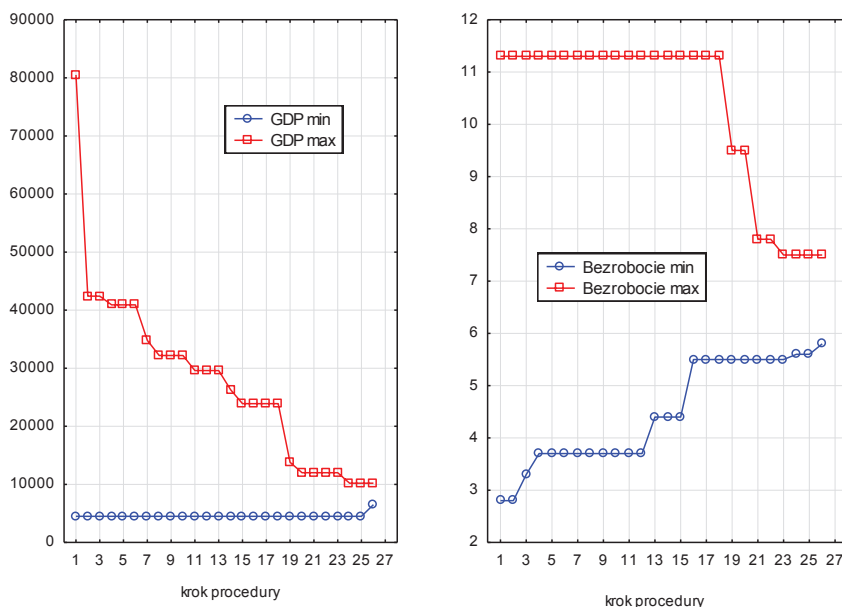 90000
80000
70000
60000
50000
40000
30000
20000
10000
0
GDP min
GDP max
1 3 5 7 9 11 13 15 17 19 21 23 25 27
krok procedury
12
11
10
9
8
7
6
5
4
3
2
Bezrobocie min
Bezrobocie max
1 3 5 7 9 11 13 15 17 19 21 23 25 27
krok procedury